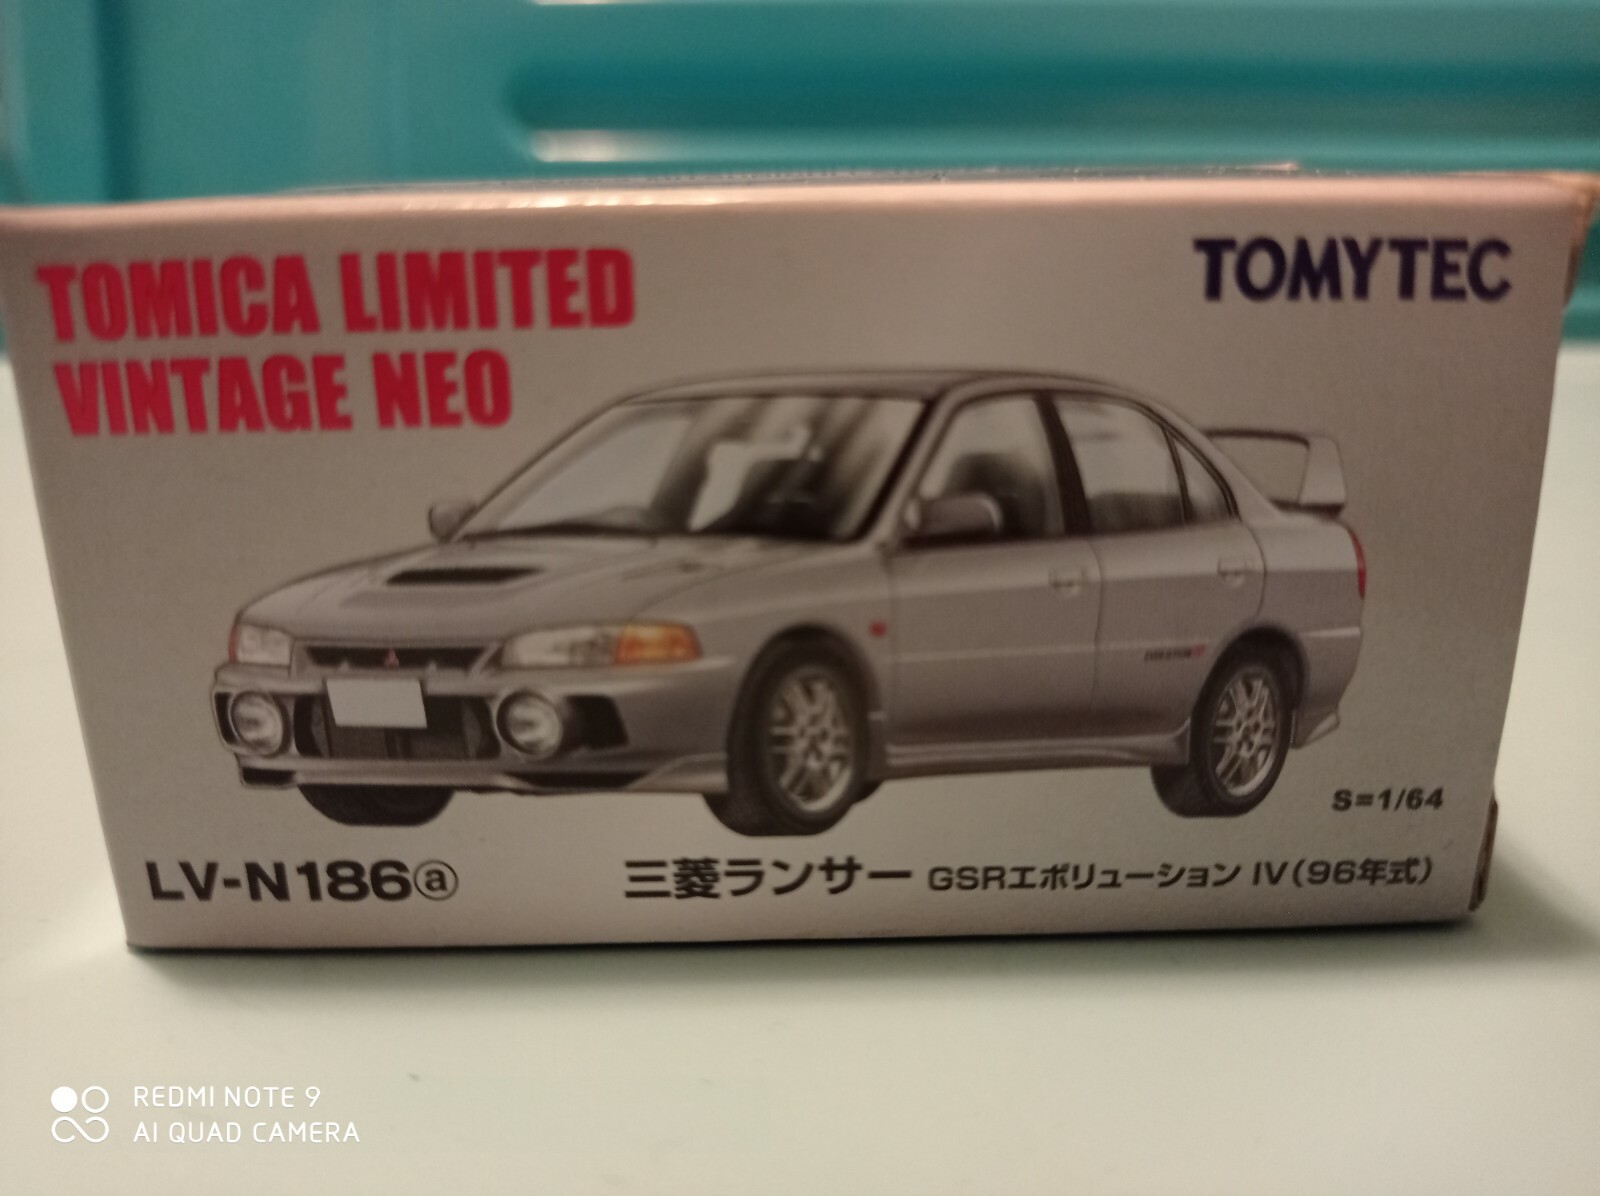 TOMICA LIMITED
VINTAGE NEO
TOMYTEC
S=1/64
LV-N186ⓐ
三菱ランサー GSRエボリューション IV(96年式)
REDMI NOTE 9
AI QUAD CAMERA